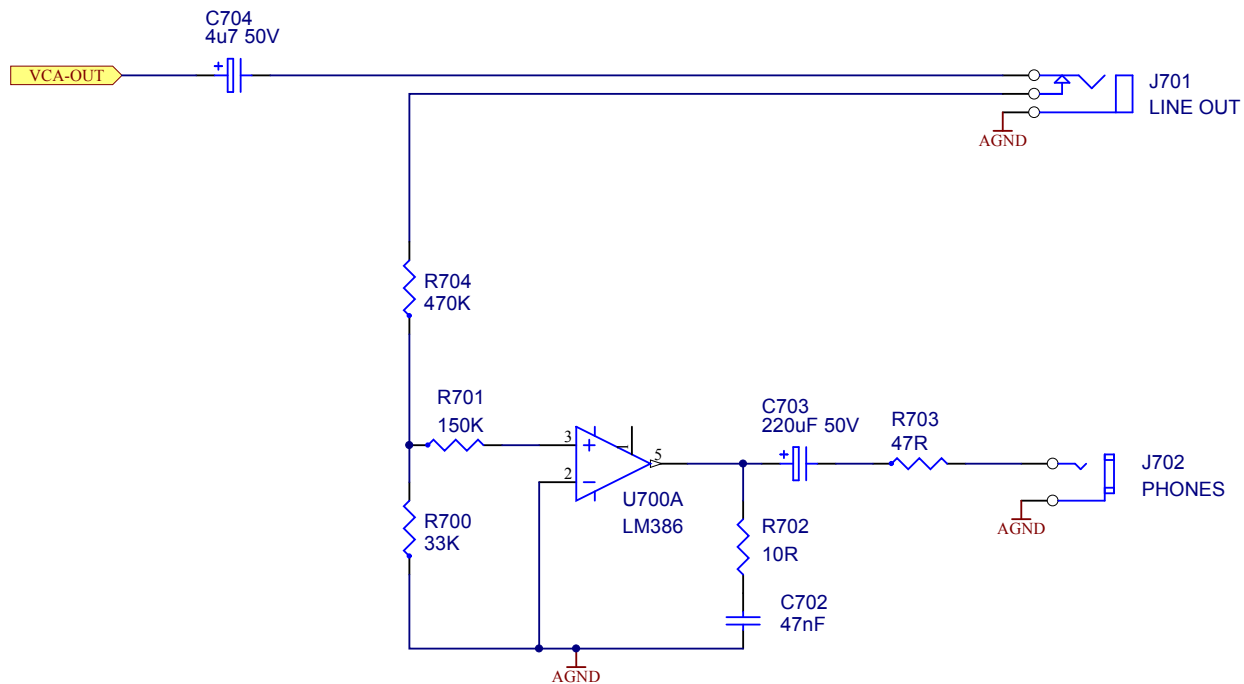 C704
4u7 50V
VCA-OUT
+
J701
LINE OUT
AGND
R704
470K
R701
150K
C703
220uF 50V
R703
47R
3
2
1
5
+
J702
PHONES
AGND
U700A
LM386
R700
33K
R702
10R
C702
47nF
AGND